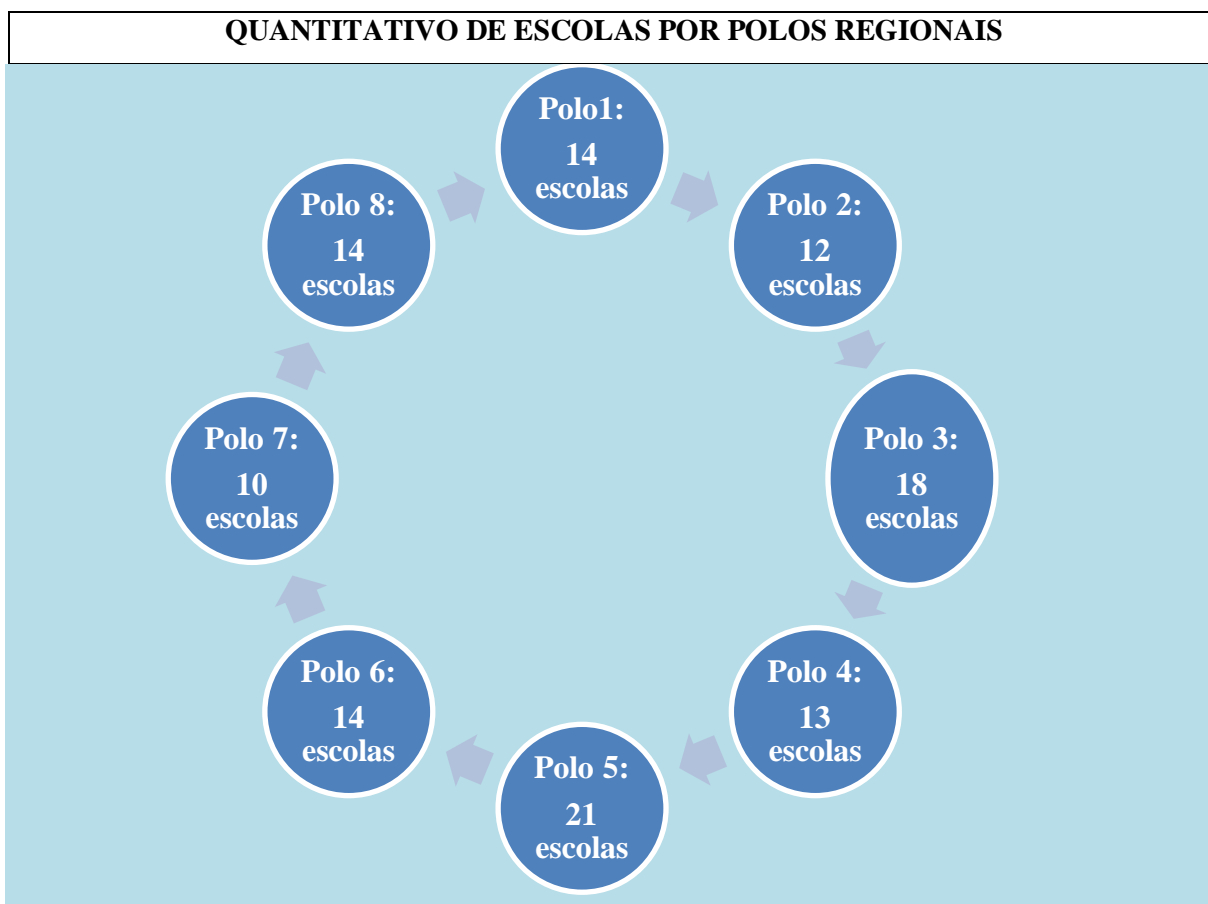 QUANTITATIVO DE ESCOLAS POR POLOS REGIONAIS
Polo1:
14
escolas
Polo 2:
12
escolas
Polo 3:
18
escolas
Polo 4:
13
escolas
Polo 5:
21
escolas
Polo 6:
14
escolas
Polo 7:
10
escolas
Polo 8:
14
escolas